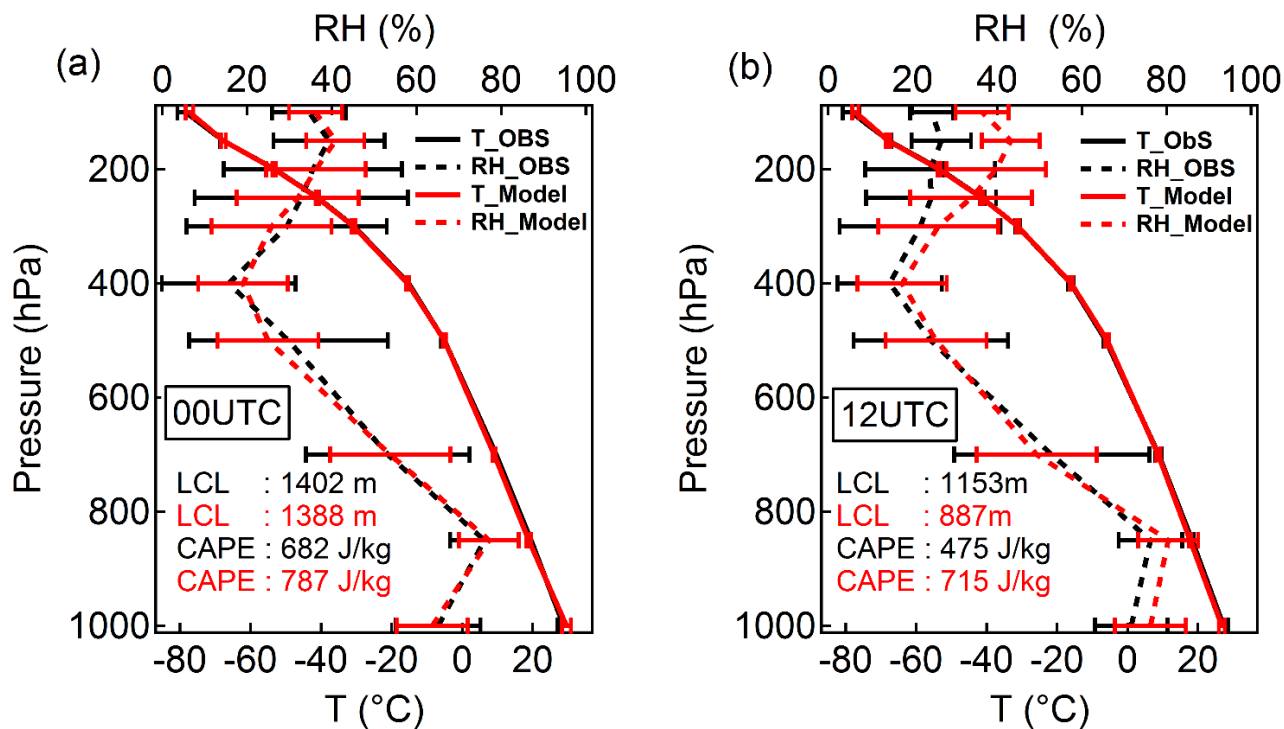 (a)
RH (%)
0 20 40 60 80 100
T_OBS
RH_OBS
T_Model
RH_Model
200
400
600
800
1000
Pressure (hPa)
00UTC
LCL : 1402 m
LCL : 1388 m
CAPE : 682 J/kg
CAPE : 787 J/kg
-80 -60 -40 -20 0 20
T (°C)
(b)
RH (%)
0 20 40 60 80 100
T_ObS
RH_OBS
T_Model
RH_Model
200
400
600
800
1000
Pressure (hPa)
12UTC
LCL : 1153m
LCL : 887m
CAPE : 475 J/kg
CAPE : 715 J/kg
-80 -60 -40 -20 0 20
T (°C)